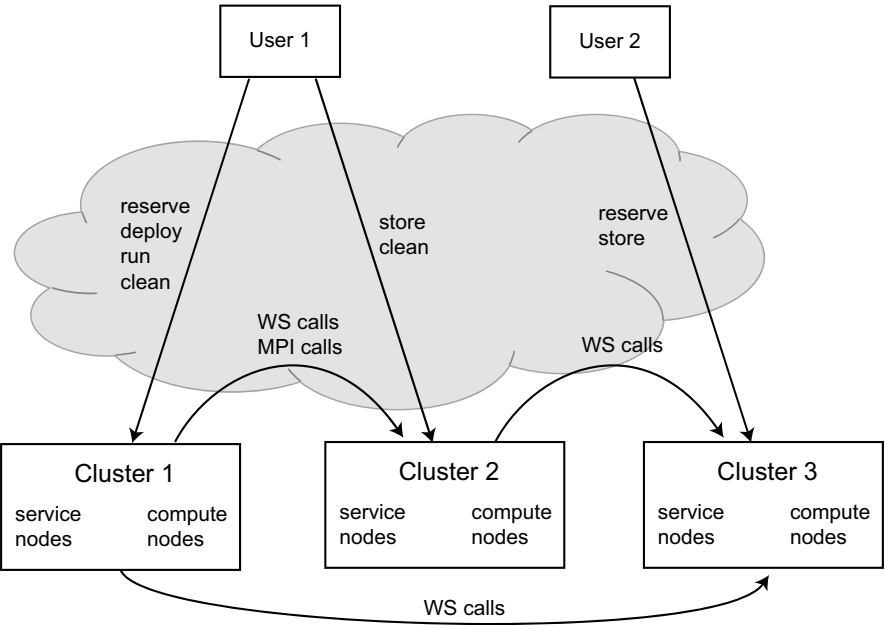 User 1
User 2
reserve
deploy
run
clean
store
clean
reserve
store
WS calls
MPI calls
WS calls
Cluster 1
service
nodes
compute
nodes
Cluster 2
service
nodes
compute
nodes
Cluster 3
service
nodes
compute
nodes
WS calls